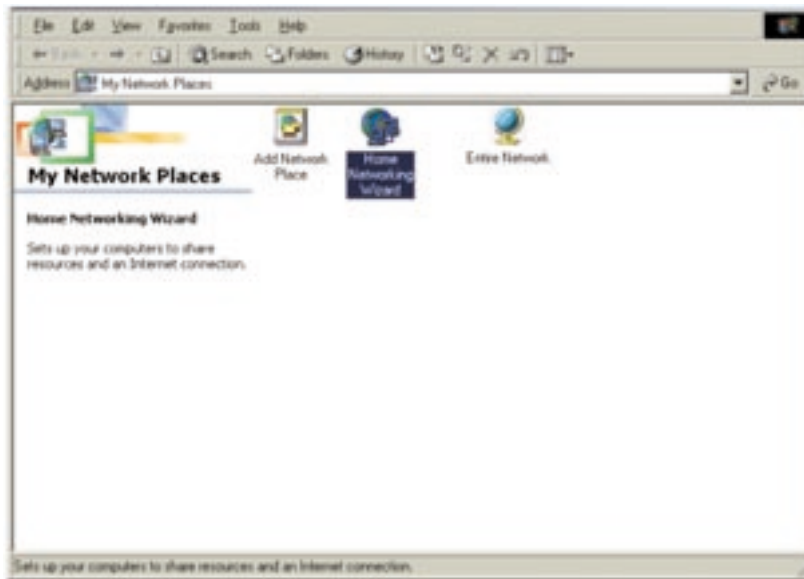 File Edit View Favorites Tools Help
Back Search Folders History
Address My Network Places Go
Add Network Place
Home Networking Wizard
Entire Network
My Network Places
Home Networking Wizard
Sets up your computers to share
resources and an Internet connection.
Sets up your computers to share resources and an Internet connection.